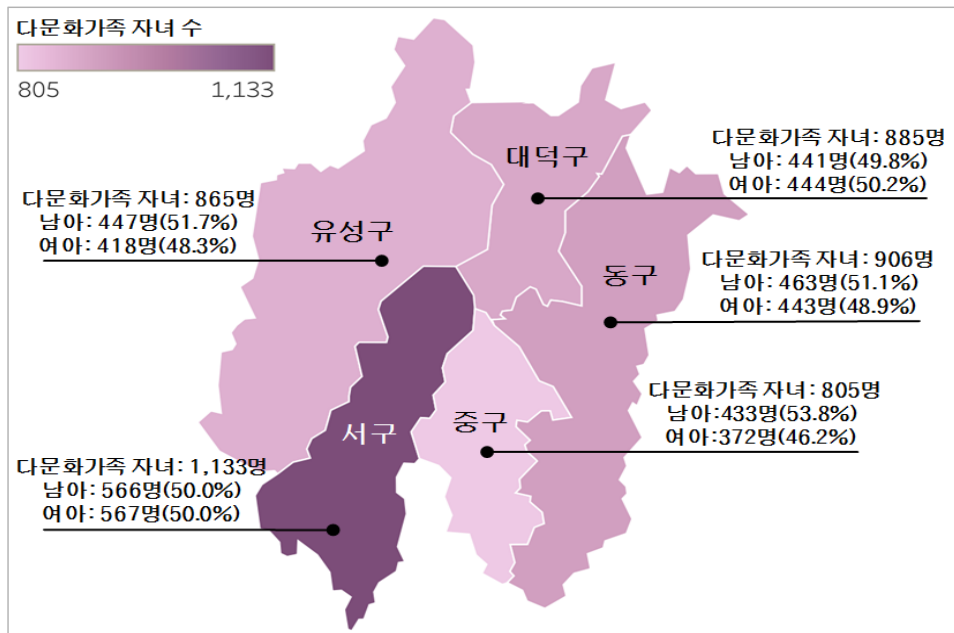 다문화가족 자녀 수
805 1,133
대덕구
다문화가족 자녀: 885명
남아: 441명(49.8%)
여아: 444명(50.2%)
다문화가족 자녀: 865명
남아: 447명(51.7%)
여아: 418명(48.3%)
유성구
동구
다문화가족 자녀: 906명
남아: 463명(51.1%)
여아: 443명(48.9%)
다문화가족 자녀: 805명
남아:433명(53.8%)
여아:372명(46.2%)
중구
서구
다문화가족 자녀: 1,133명
남아: 566명(50.0%)
여아: 567명(50.0%)